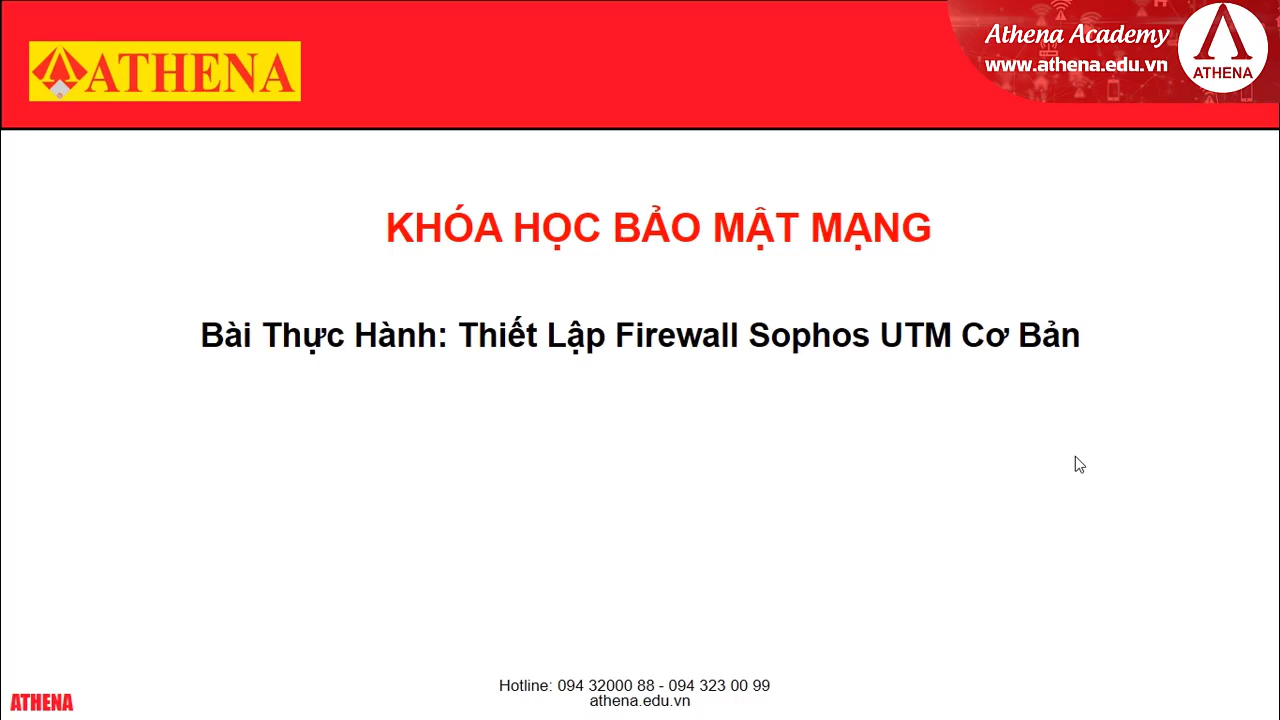 ATHENA
Athena Academy
www.athena.edu.vn
ATHENA
KHÓA HỌC BẢO MẬT MẠNG
Bài Thực Hành: Thiết Lập Firewall Sophos UTM Cơ Bản
Hotline: 094 32000 88 - 094 323 00 99
athena.edu.vn
ATHENA